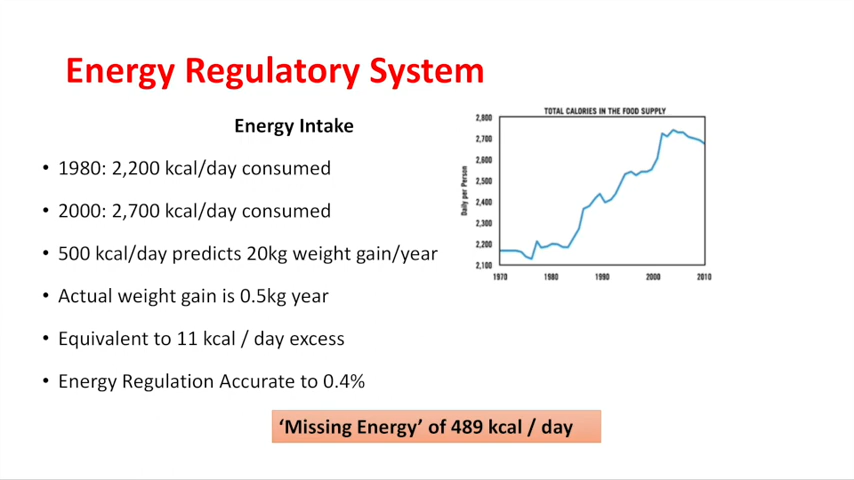 Energy Regulatory System
Energy Intake
• 1980: 2,200 kcal/day consumed
• 2000: 2,700 kcal/day consumed
• 500 kcal/day predicts 20kg weight gain/year
• Actual weight gain is 0.5kg year
• Equivalent to 11 kcal / day excess
• Energy Regulation Accurate to 0.4%
‘Missing Energy’ of 489 kcal / day
TOTAL CALORIES IN THE FOOD SUPPLY
Daily per Person
2,800
2,700
2,600
2,500
2,400
2,300
2,200
2,100
1970 1980 1990 2000 2010